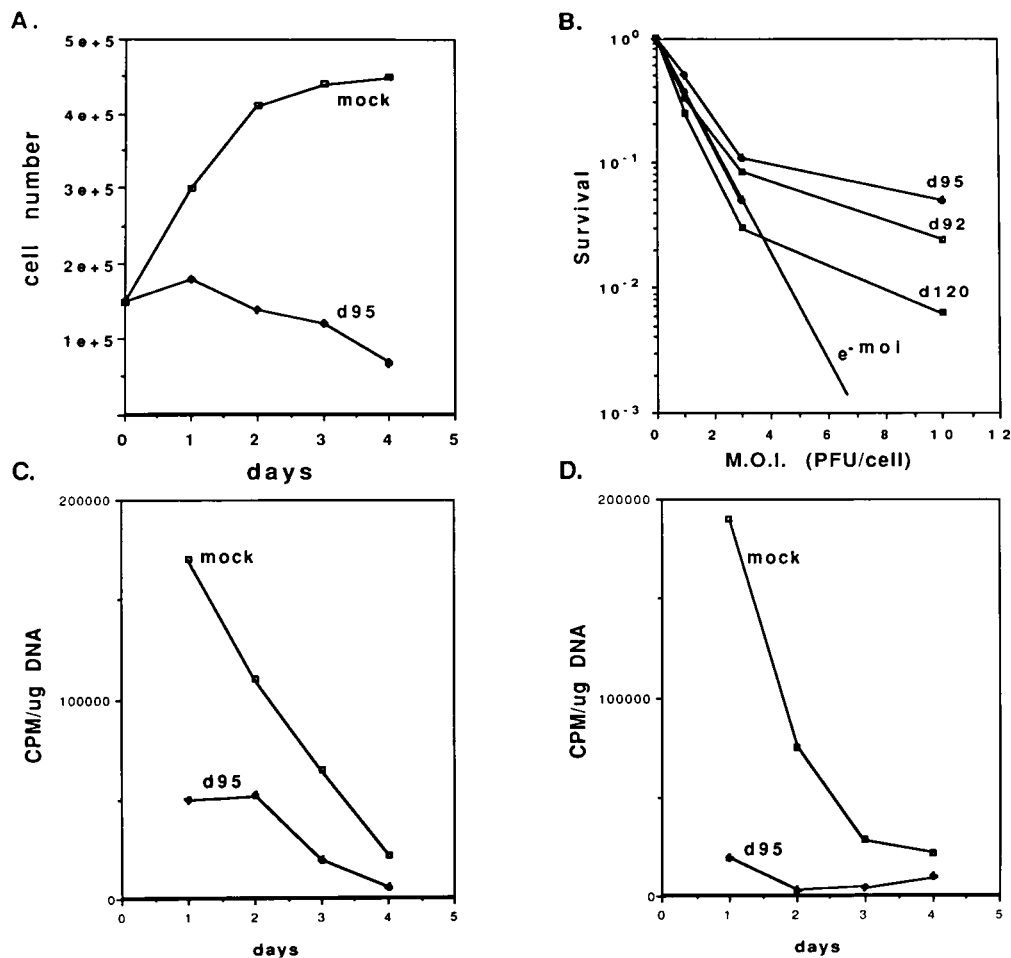 A.
5e+5
4e+5
3e+5
2e+5
1e+5
cell number
mock
d95
0 1 2 3 4 5
days
B.
10⁰
10⁻¹
10⁻²
10⁻³
Survival
d95
d92
d120
e⁻moi
0 2 4 6 8 10 12
M.O.I. (PFU/cell)
C.
200000
100000
0
CPM/ug DNA
mock
d95
0 1 2 3 4 5
days
D.
200000
100000
0
CPM/ug DNA
mock
d95
0 1 2 3 4 5
days